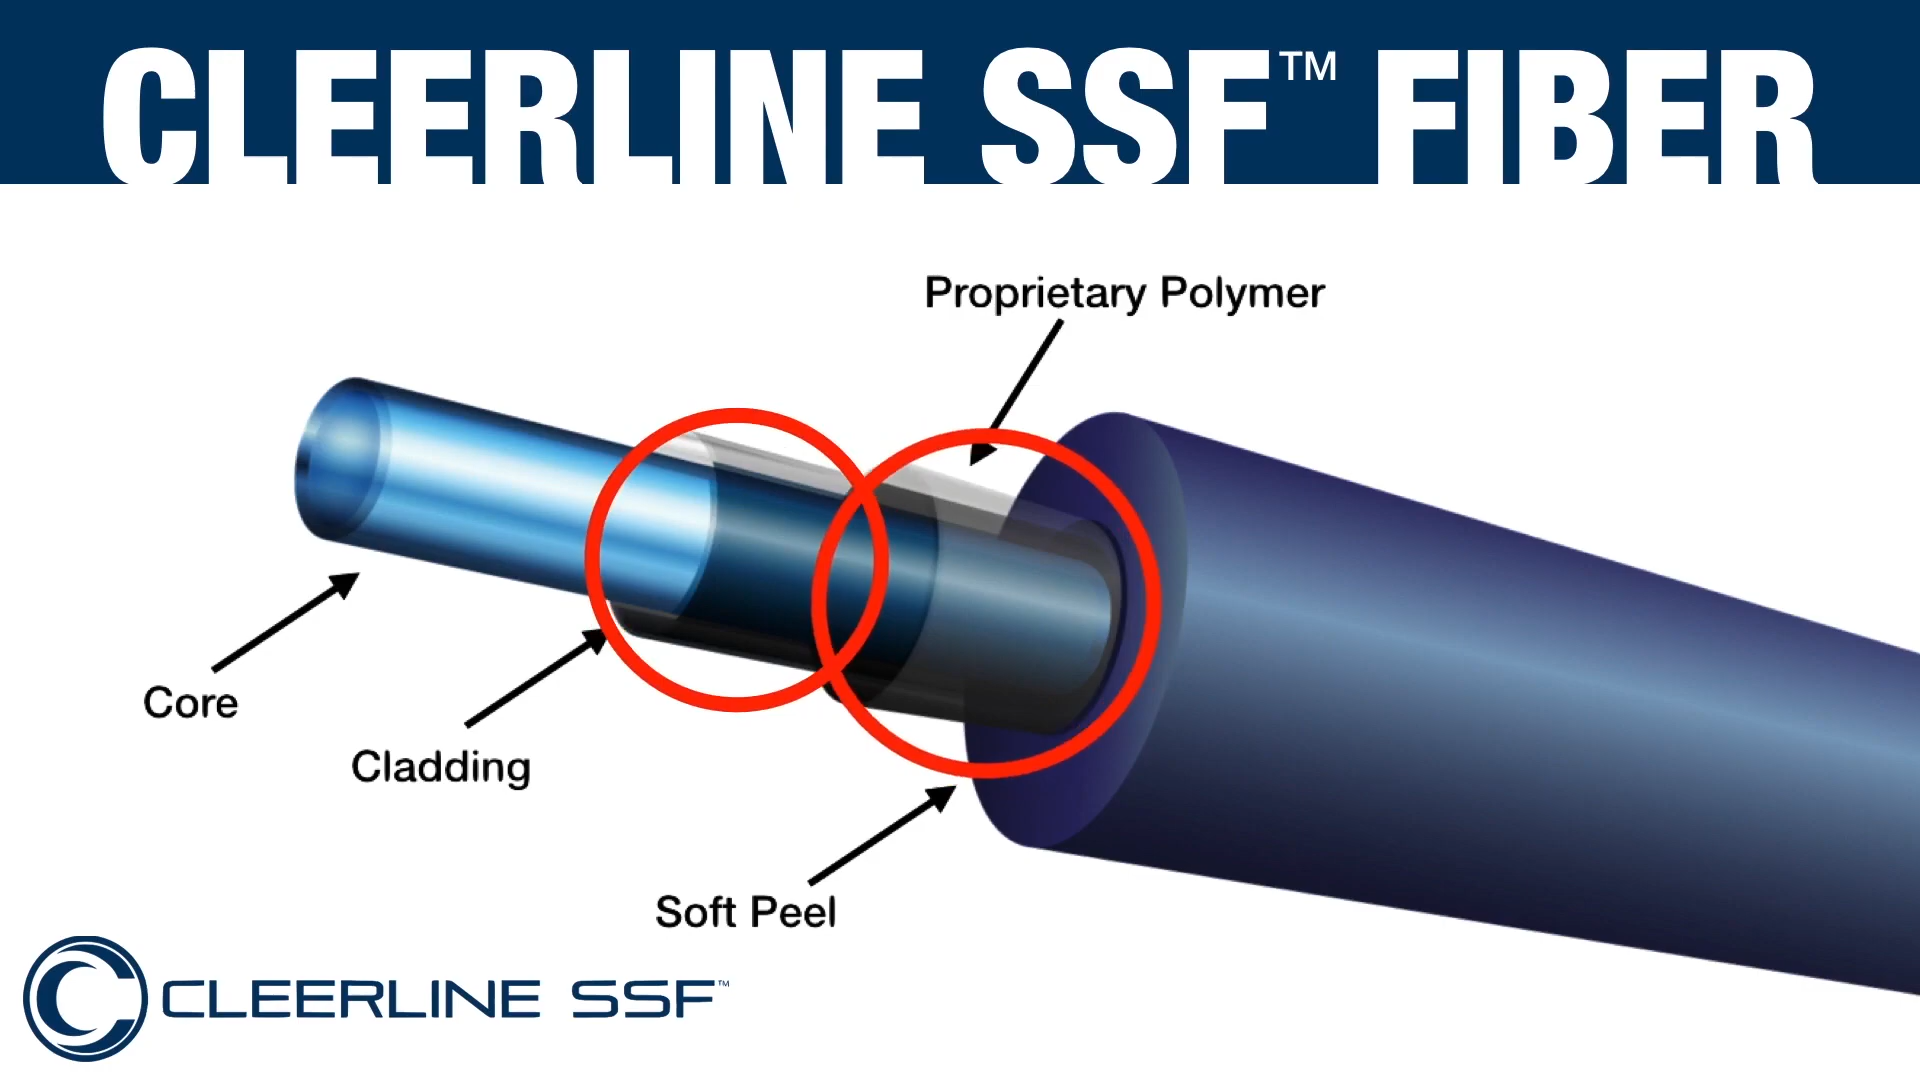 CLEERLINE SSF™ FIBER
Proprietary Polymer
Core
Cladding
Soft Peel
CLEERLINE SSF™